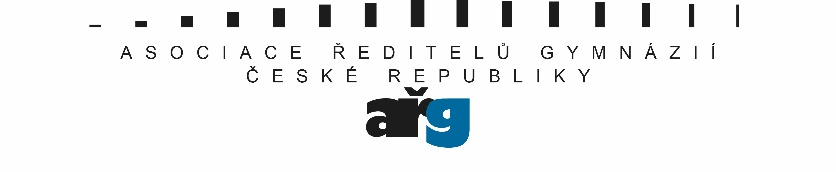 ASOCIACE ŘEDITELŮ GYMNÁZIÍ
ČESKÉ REPUBLIKY
ařg